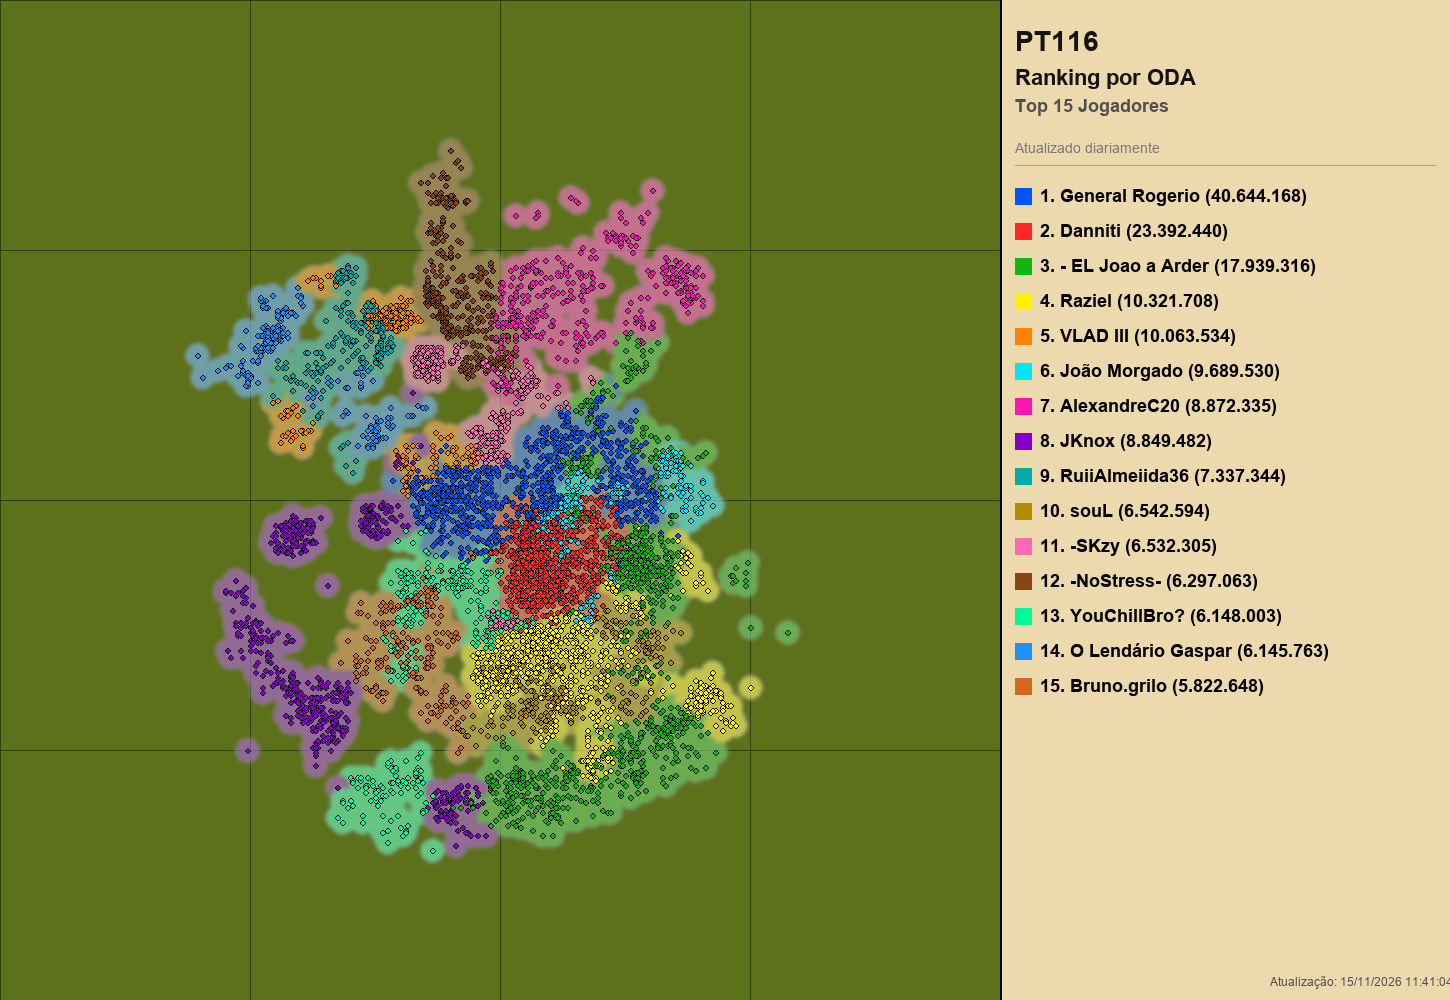 PT116
Ranking por ODA
Top 15 Jogadores
Atualizado diariamente
1. General Rogerio (40.644.168)
2. Danniti (23.392.440)
3. - EL Joao a Arder (17.939.316)
4. Raziel (10.321.708)
5. VLAD III (10.063.534)
6. João Morgado (9.689.530)
7. AlexandreC20 (8.872.335)
8. JKnox (8.849.482)
9. RuiiAlmeiida36 (7.337.344)
10. souL (6.542.594)
11. -SKzy (6.532.305)
12. -NoStress- (6.297.063)
13. YouChillBro? (6.148.003)
14. O Lendário Gaspar (6.145.763)
15. Bruno.grilo (5.822.648)
Atualização: 15/11/2026 11:41:04